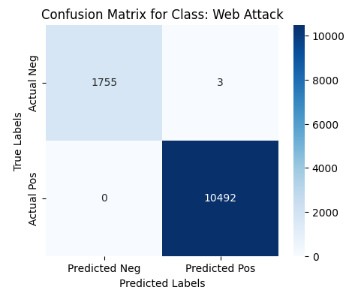 Confusion Matrix for Class: Web Attack
True Labels
Actual Neg
Actual Pos
1755
3
0
10492
Predicted Neg
Predicted Pos
Predicted Labels
10000
8000
6000
4000
2000
0